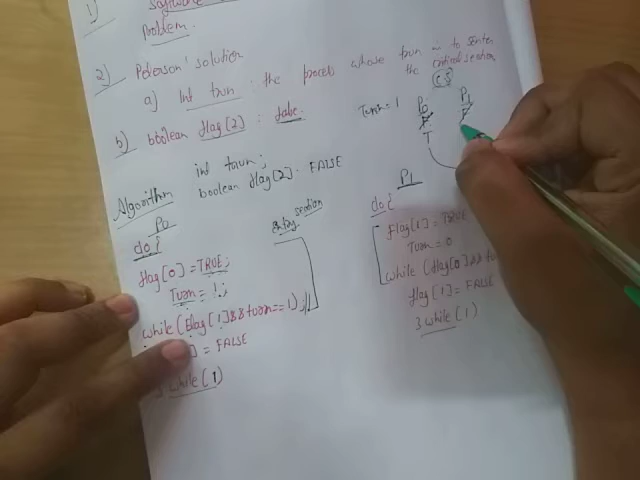 1) Software
Problem.
2) Peterson' solution
a) Int turn : the process whose turn is to enter the critical section (CS)
b) boolean flag[2] : false
Turn = 1 P0 P1
F F
T
int turn;
Algorithm boolean flag[2] . FALSE
P0
do {
flag[0] = TRUE;
Turn = 1;
while (flag[1] && turn == 1);
] = FALSE
} while (1)
entry section
P1
do {
flag[1] = TRUE
Turn = 0
while (flag[0] && tu
flag[1] = FALSE
} while (1)